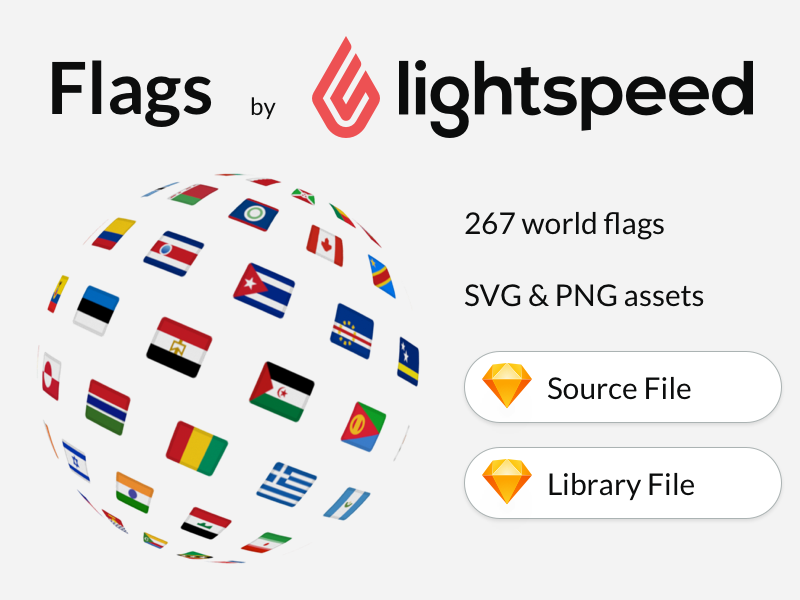 Flags by lightspeed
267 world flags
SVG & PNG assets
Source File
Library File